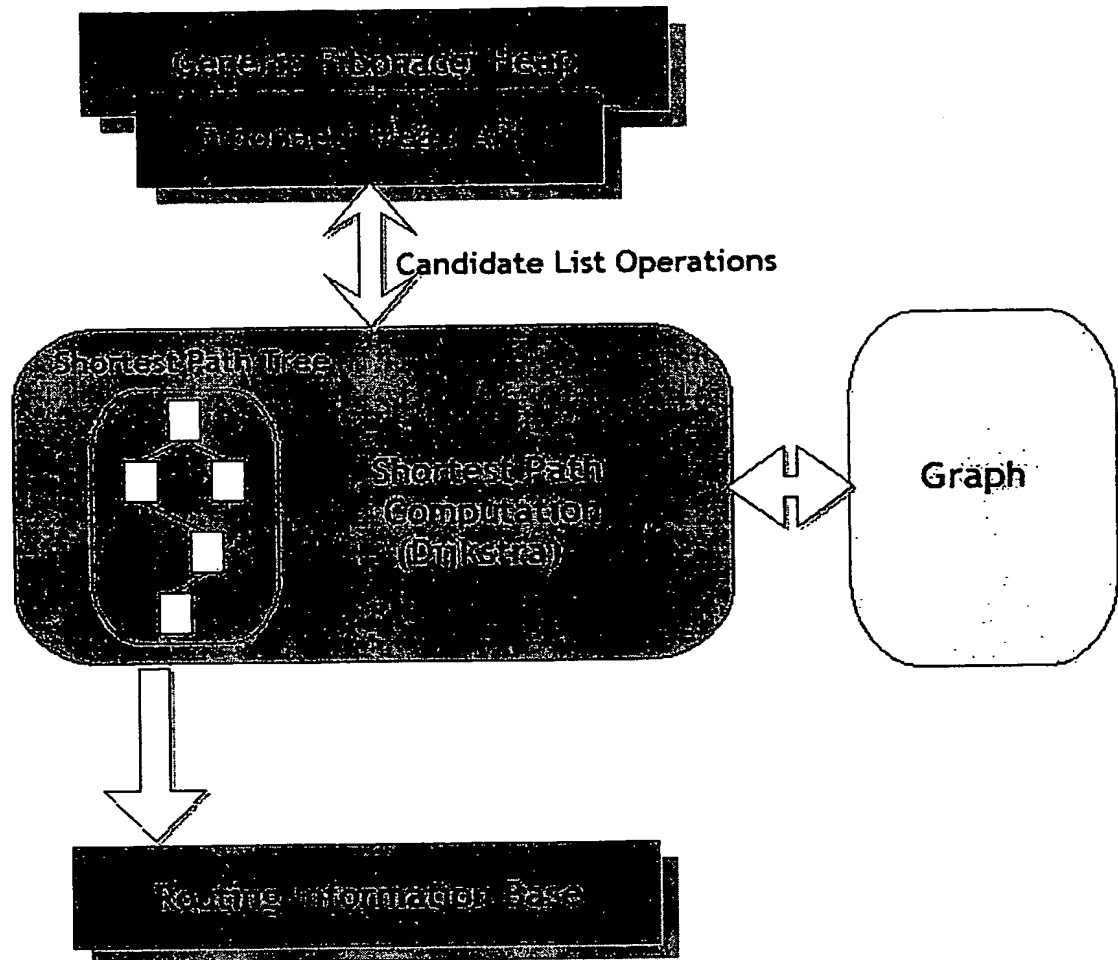 Generic Fibonacci Heap
Fibonacci Heap API
Candidate List Operations
Shortest Path Tree
Shortest Path
Computation
(Dijkstra)
Graph
Routing Information Base